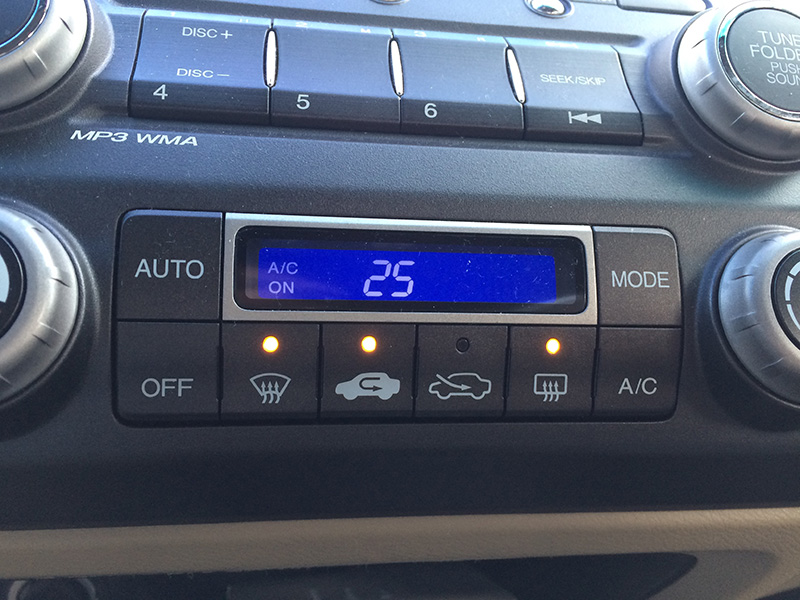 DISC +
DISC −
4
5
6
SEEK/SKIP
TUNE
FOLDER
PUSH
SOUND
MP3 WMA
AUTO
A/C
ON
25
MODE
OFF
A/C